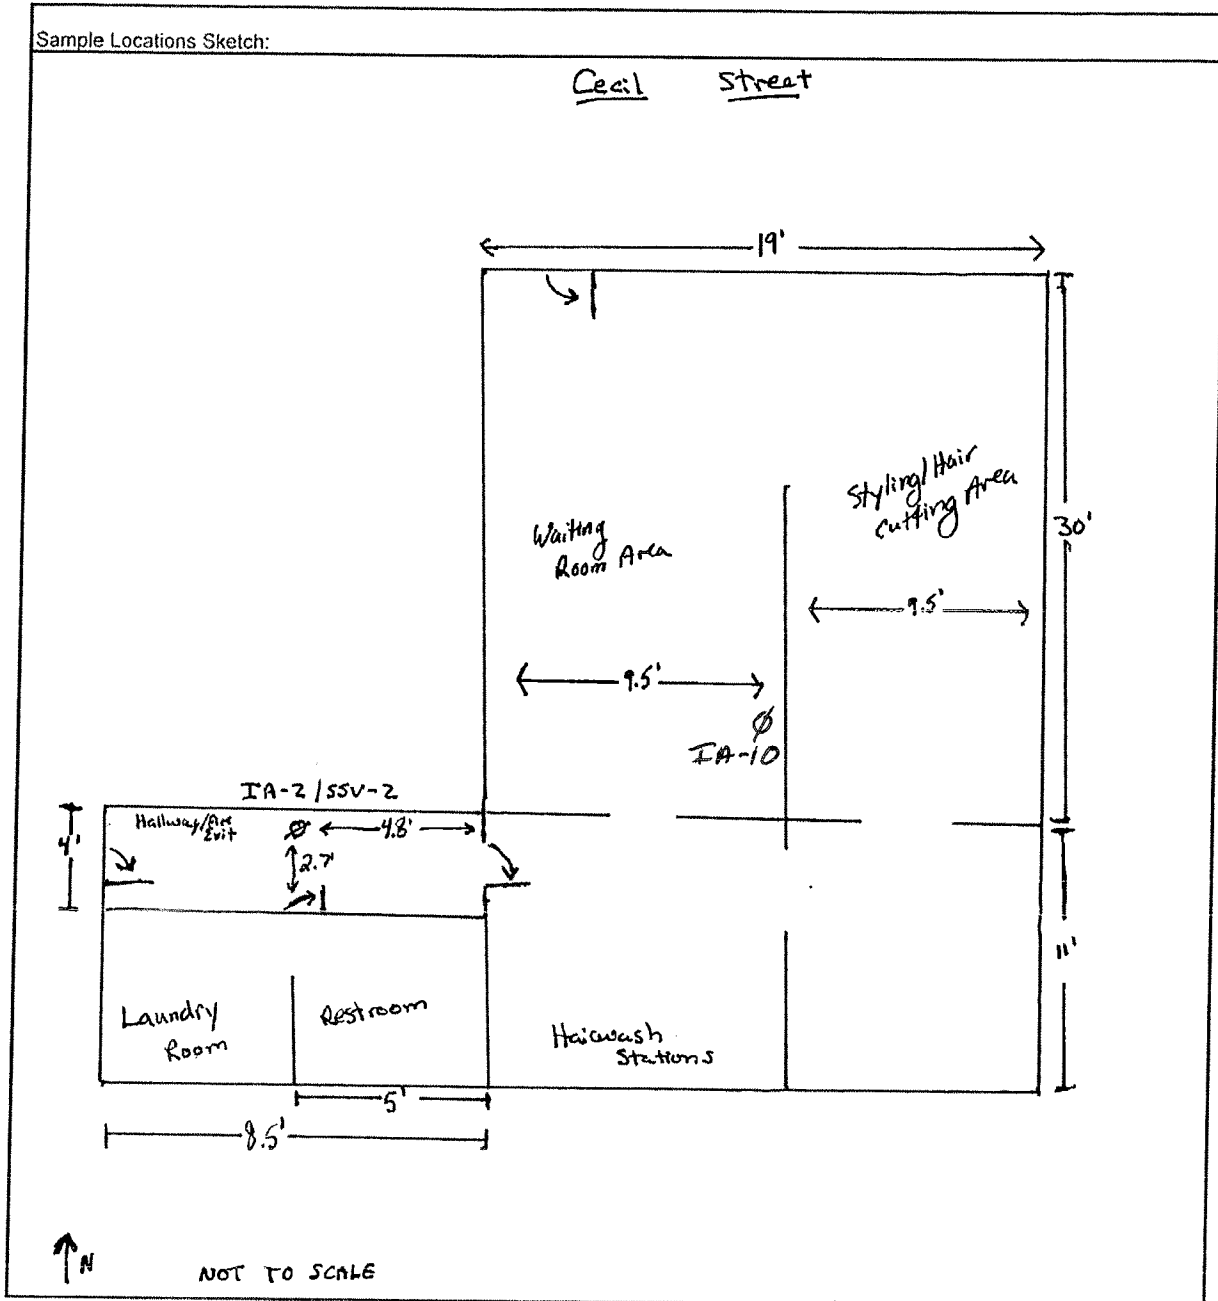 Sample Locations Sketch:
Cecil Street
19'
Styling/Hair
Cutting Area
30'
Waiting
Room Area
9.5'
9.5'
IA-10
IA-2/SSV-2
Hallway/
Exit
4.8'
4'
2.7'
11'
Laundry
Room
Restroom
Hairwash
Stations
5'
8.5'
N
NOT TO SCALE